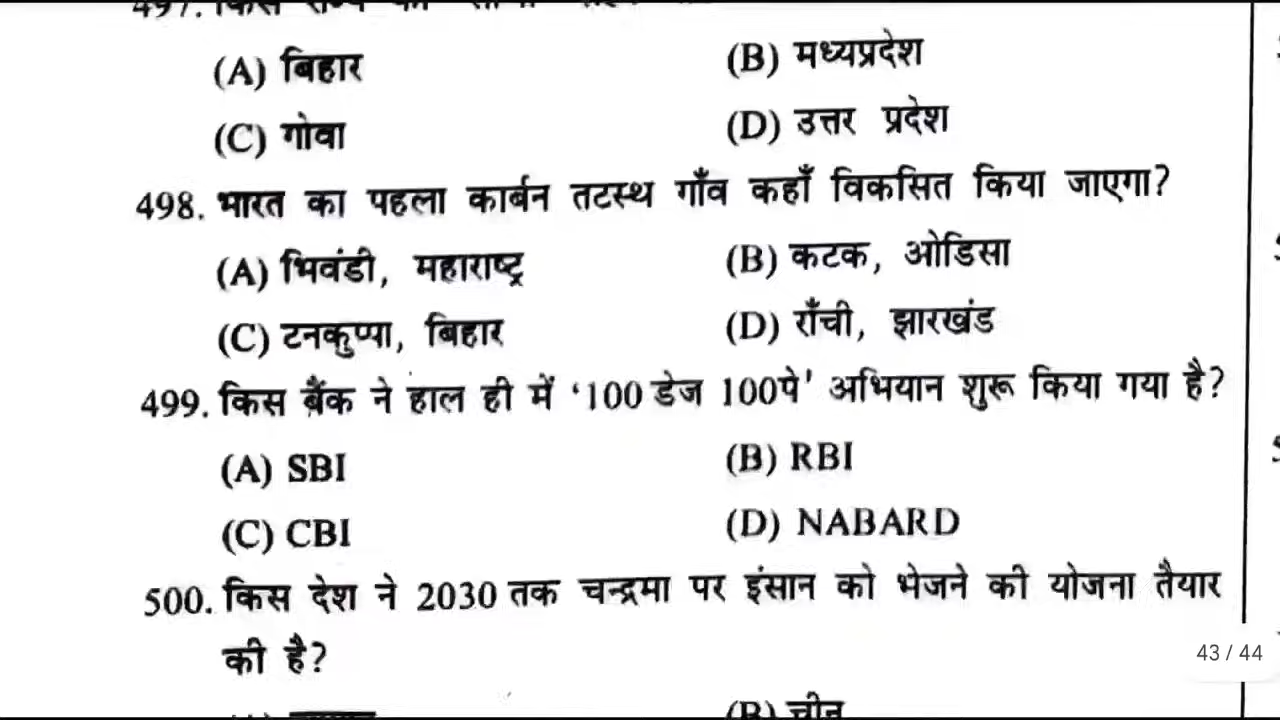 497. किस
(A) बिहार
(B) मध्यप्रदेश
(C) गोवा
(D) उत्तर प्रदेश
498. भारत का पहला कार्बन तटस्थ गाँव कहाँ विकसित किया जाएगा?
(A) भिवंडी, महाराष्ट्र
(B) कटक, ओडिसा
(C) टनकुप्पा, बिहार
(D) राँची, झारखंड
499. किस बैंक ने हाल ही में ‘100 डेज 100पे' अभियान शुरू किया गया है?
(A) SBI
(B) RBI
(C) CBI
(D) NABARD
500. किस देश ने 2030 तक चन्द्रमा पर इंसान को भेजने की योजना तैयार
की है?
(B) चीन
43 / 44